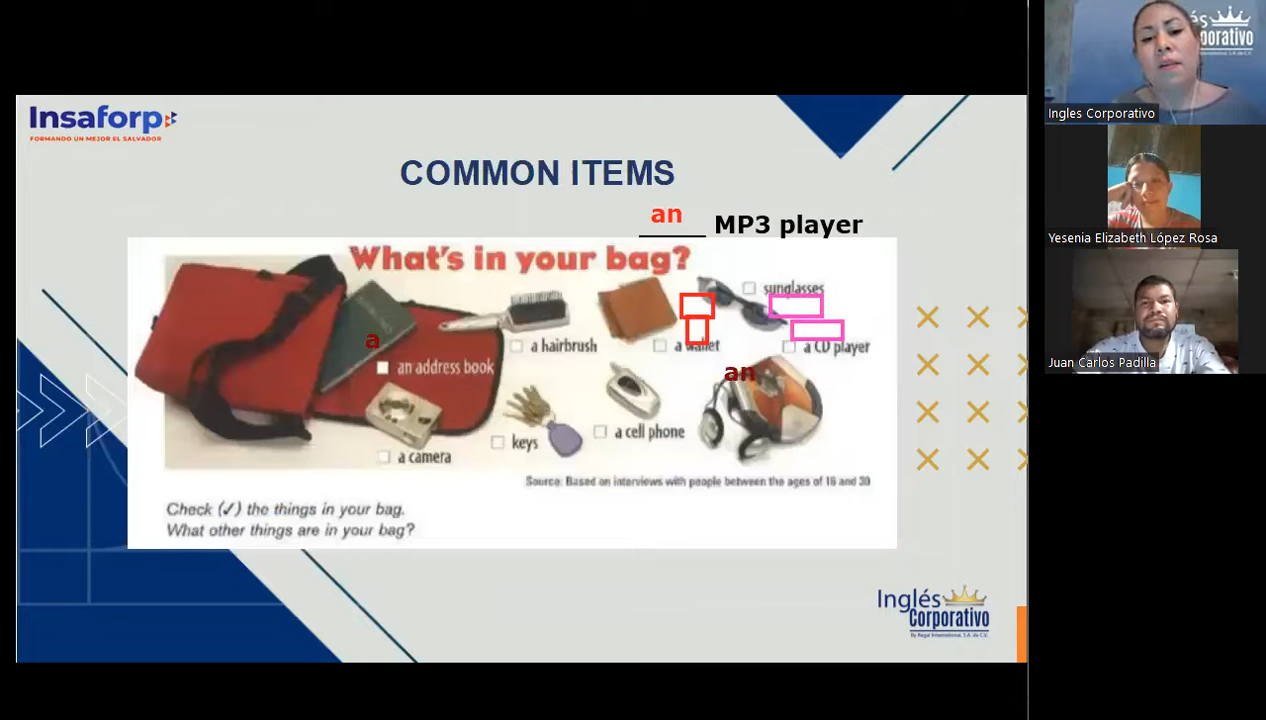 Insaforp
FORMANDO UN MEJOR EL SALVADOR
COMMON ITEMS
an MP3 player
What's in your bag?
sunglasses
a
a hairbrush
a wallet
a CD player
an address book
an
a cell phone
keys
a camera
Source: Based on interviews with people between the ages of 16 and 30
Check (✓) the things in your bag.
What other things are in your bag?
Inglés
Corporativo
By Regal International, S.A. de C.V.
és
porativo
Ingles Corporativo
Yesenia Elizabeth López Rosa
Juan Carlos Padilla